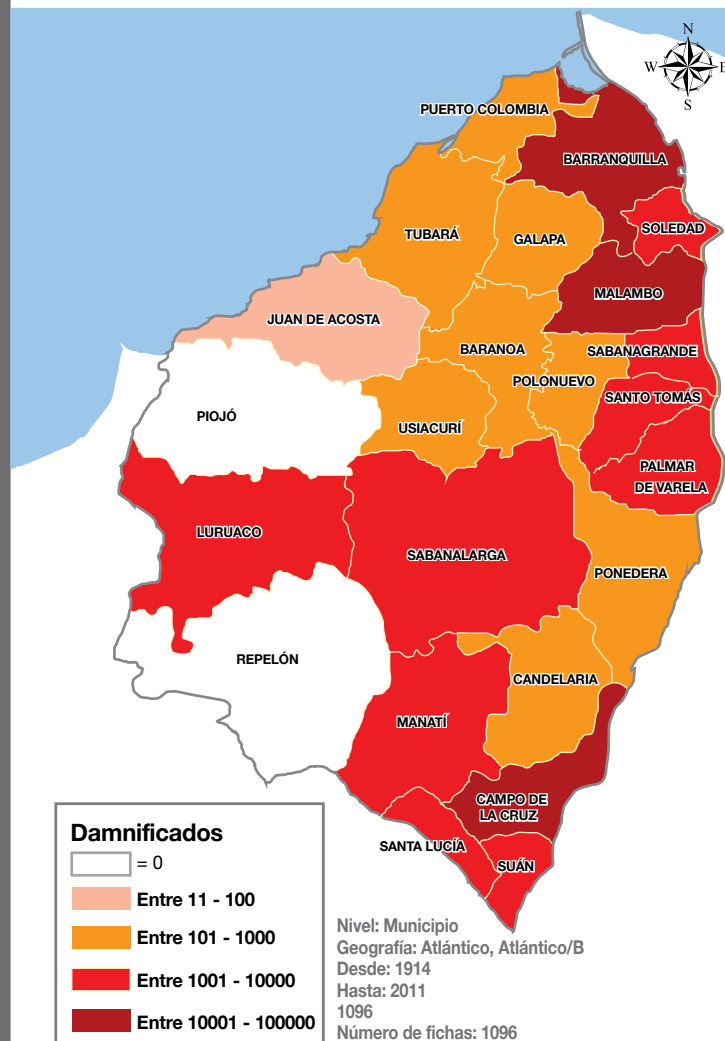 N
W E
S
PUERTO COLOMBIA
BARRANQUILLA
TUBARÁ
GALAPA
SOLEDAD
MALAMBO
JUAN DE ACOSTA
BARANOA
SABANAGRANDE
POLONUEVO
SANTO TOMÁS
PIOJÓ
USIACURÍ
PALMAR
DE VARELA
LURUACO
SABANALARGA
PONEDERA
REPELÓN
CANDELARIA
MANATÍ
CAMPO DE
LA CRUZ
SANTA LUCÍA
SUÁN
Damnificados
= 0
Entre 11 - 100
Entre 101 - 1000
Entre 1001 - 10000
Entre 10001 - 100000
Nivel: Municipio
Geografía: Atlántico, Atlántico/B
Desde: 1914
Hasta: 2011
1096
Número de fichas: 1096